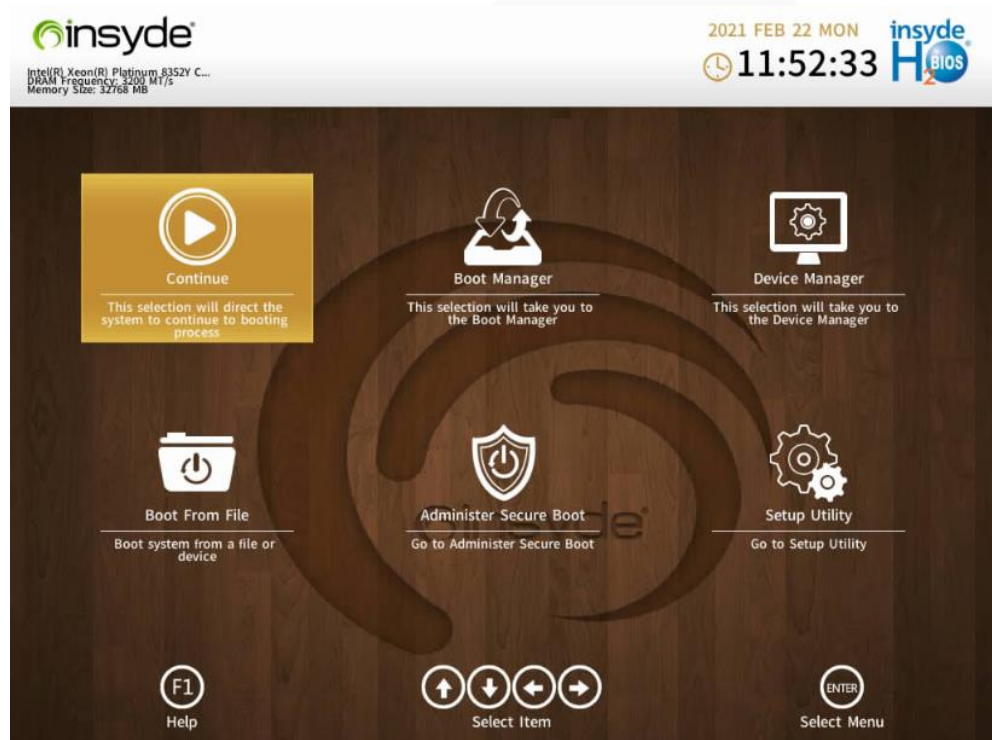 insyde®
Intel(R) Xeon(R) Platinum 8352Y C...
DRAM Frequency: 3200 MT/s
Memory Size: 32768 MB
2021 FEB 22 MON
11:52:33
insyde®
H2BIOS
Continue
This selection will direct the
system to continue to booting
process
Boot Manager
This selection will take you to
the Boot Manager
Device Manager
This selection will take you to
the Device Manager
Boot From File
Boot system from a file or
device
Administer Secure Boot
Go to Administer Secure Boot
Setup Utility
Go to Setup Utility
insyde®
F1
Help
Select Item
ENTER
Select Menu